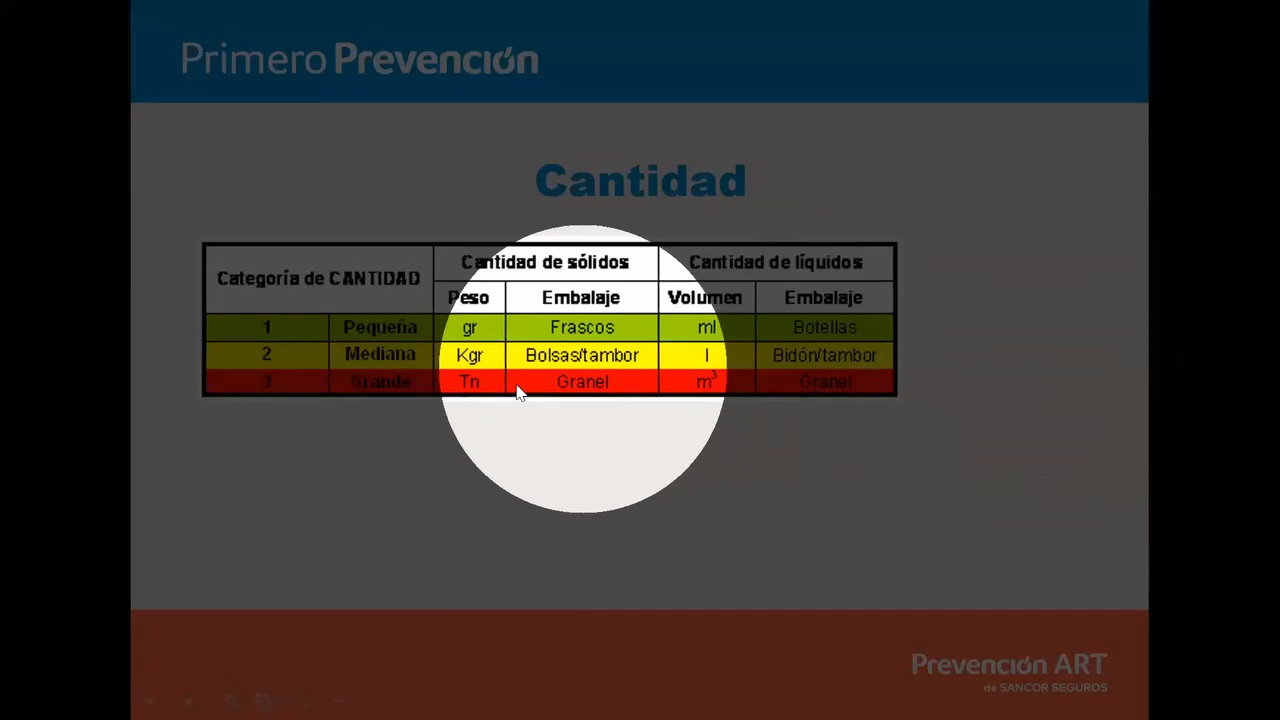 Primero Prevención
Cantidad
Categoría de CANTIDAD Cantidad de sólidos Cantidad de líquidos
Peso Embalaje Volumen Embalaje
1 Pequeña gr Frascos ml Botellas
2 Mediana Kgr Bolsas/tambor l Bidón/tambor
3 Grande Tn Granel m³ Granel
Prevención ART
de SANCOR SEGUROS